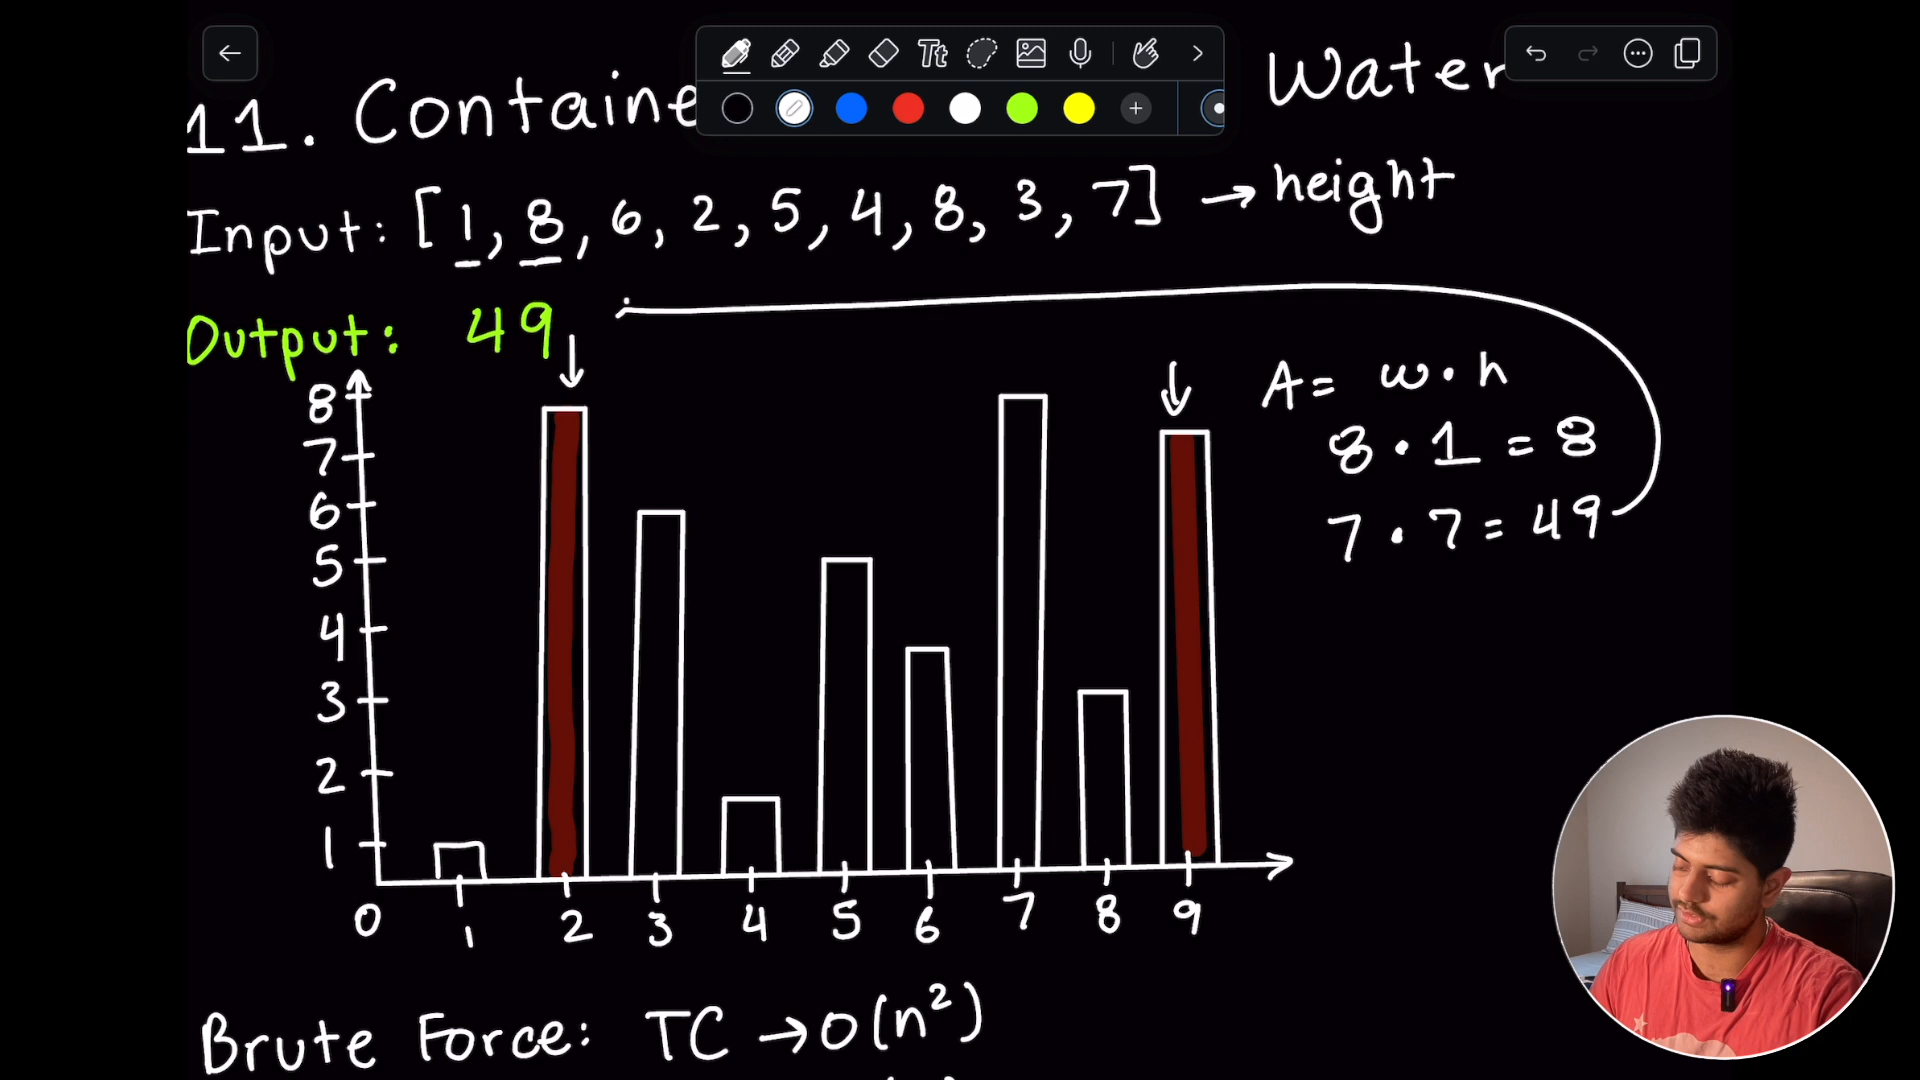 11. Containe Water
Input: [1, 8, 6, 2, 5, 4, 8, 3, 7] → height
Output: 49
A = w · h
8 · 1 = 8
7 · 7 = 49
8
7
6
5
4
3
2
1
0 1 2 3 4 5 6 7 8 9
Brute Force: TC → O(n²)
Tt